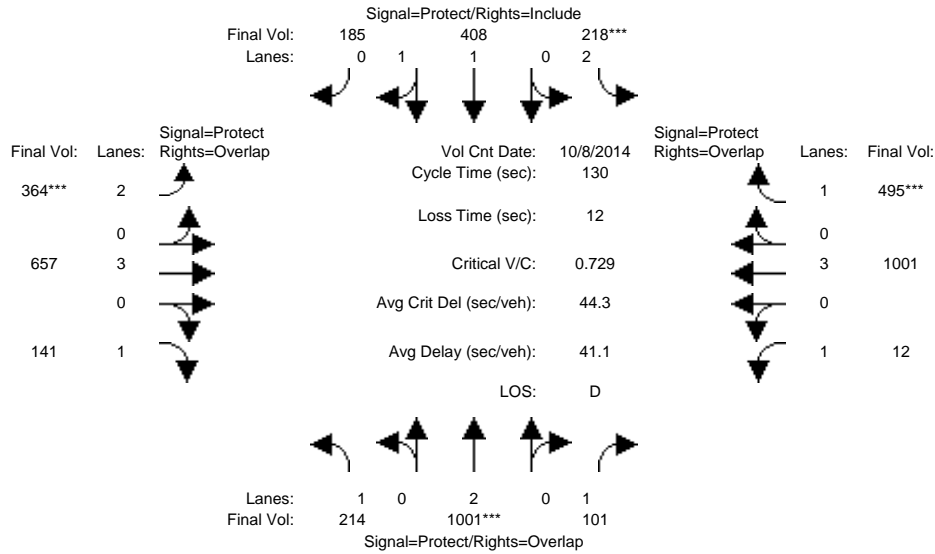 Signal=Protect/Rights=Include
Final Vol: 185 408 218***
Lanes: 0 1 1 0 2
Signal=Protect Signal=Protect
Final Vol: Lanes: Rights=Overlap Vol Cnt Date: 10/8/2014 Rights=Overlap Lanes: Final Vol:
Cycle Time (sec): 130
364*** 2 1 495***
Loss Time (sec): 12
0 0
657 3 Critical V/C: 0.729 3 1001
0 Avg Crit Del (sec/veh): 44.3 0
141 1 Avg Delay (sec/veh): 41.1 1 12
LOS: D
Lanes: 1 0 2 0 1
Final Vol: 214 1001*** 101
Signal=Protect/Rights=Overlap